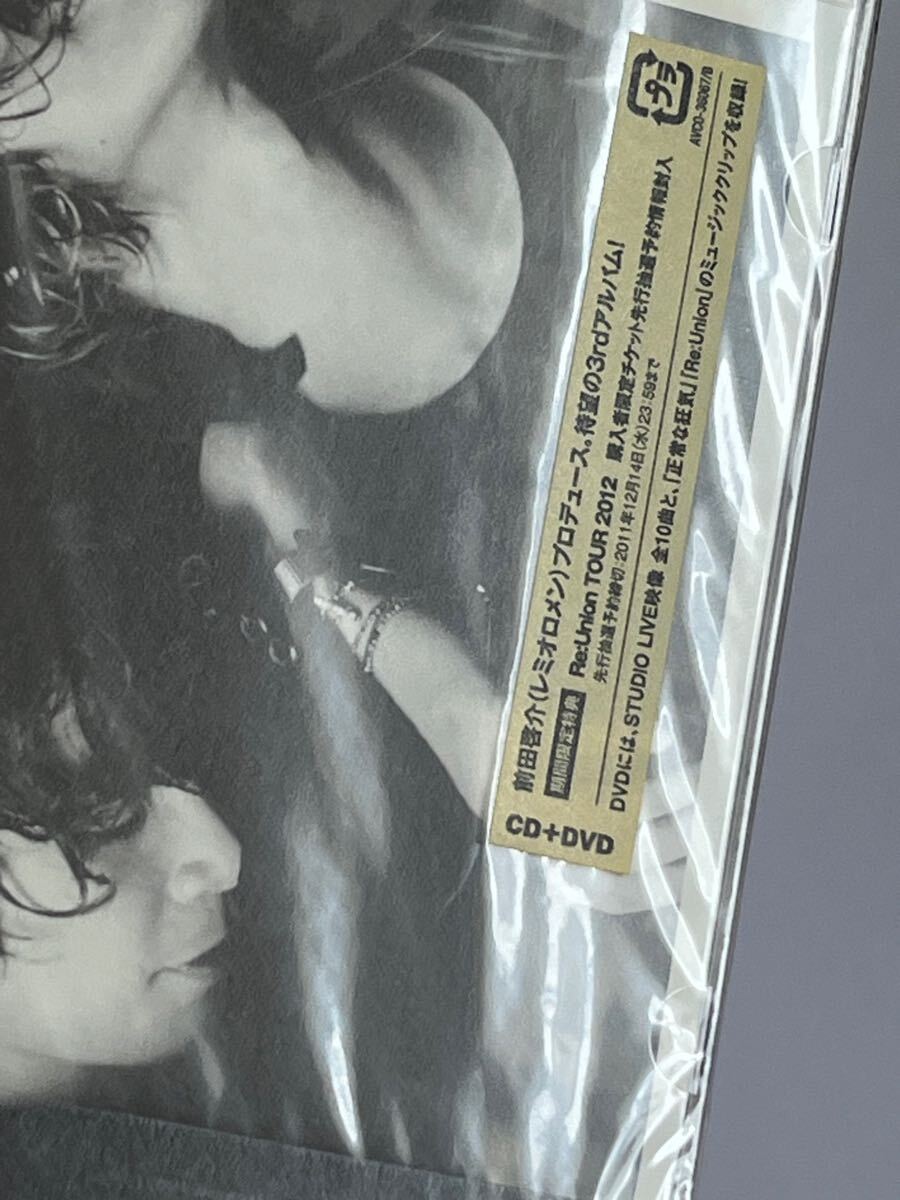 前田啓介(レミオロメン)プロデュース。待望の3rdアルバム!
期間限定特典 Re:Union TOUR 2012 購入者限定チケット先行抽選予約情報封入
先行抽選予約締切:2011年12月14日(水)23:59まで
CD+DVD
DVDには、STUDIO LIVE映像 全10曲と、「正常な狂気」「Re:Union」のミュージッククリップを収録!
プラ
AVCD-38067/B